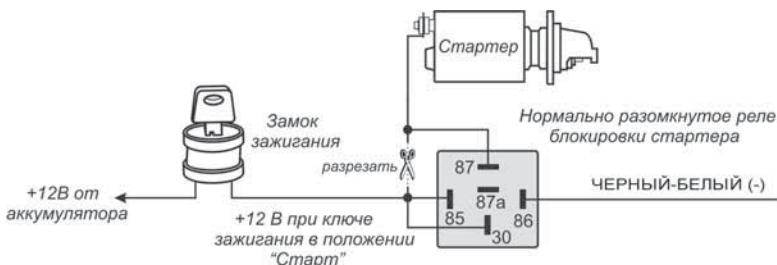 Стартер
Замок
зажигания
Нормально разомкнутое реле
блокировки стартера
разрезать
87
87а
85
86
30
ЧЕРНЫЙ-БЕЛЫЙ (-)
+12В от
аккумулятора
+12 В при ключе
зажигания в положении
“Старт”